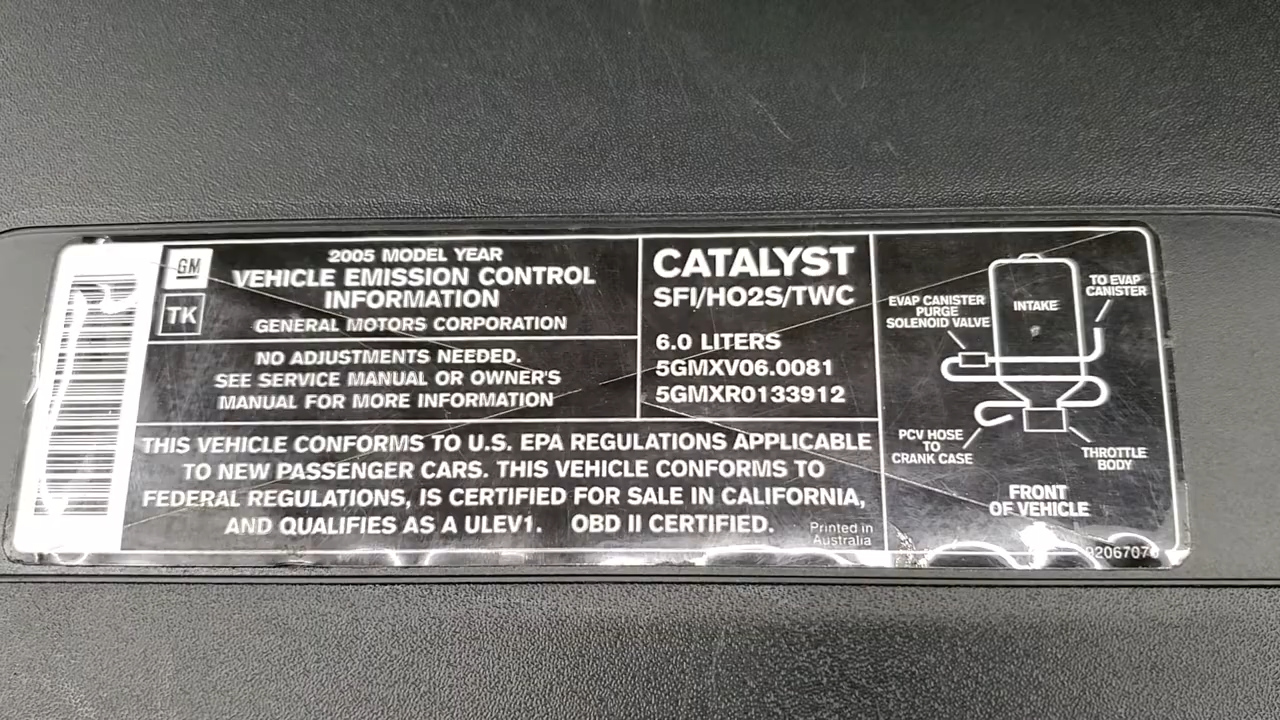 GM
TK
2005 MODEL YEAR
VEHICLE EMISSION CONTROL
INFORMATION
GENERAL MOTORS CORPORATION
NO ADJUSTMENTS NEEDED.
SEE SERVICE MANUAL OR OWNER'S
MANUAL FOR MORE INFORMATION
CATALYST
SFI/HO2S/TWC
6.0 LITERS
5GMXV06.0081
5GMXR0133912
THIS VEHICLE CONFORMS TO U.S. EPA REGULATIONS APPLICABLE
TO NEW PASSENGER CARS. THIS VEHICLE CONFORMS TO
FEDERAL REGULATIONS, IS CERTIFIED FOR SALE IN CALIFORNIA,
AND QUALIFIES AS A ULEV1. OBD II CERTIFIED.
Printed in
Australia
INTAKE
TO EVAP
CANISTER
EVAP CANISTER
PURGE
SOLENOID VALVE
PCV HOSE
TO
CRANK CASE
THROTTLE
BODY
FRONT
OF VEHICLE